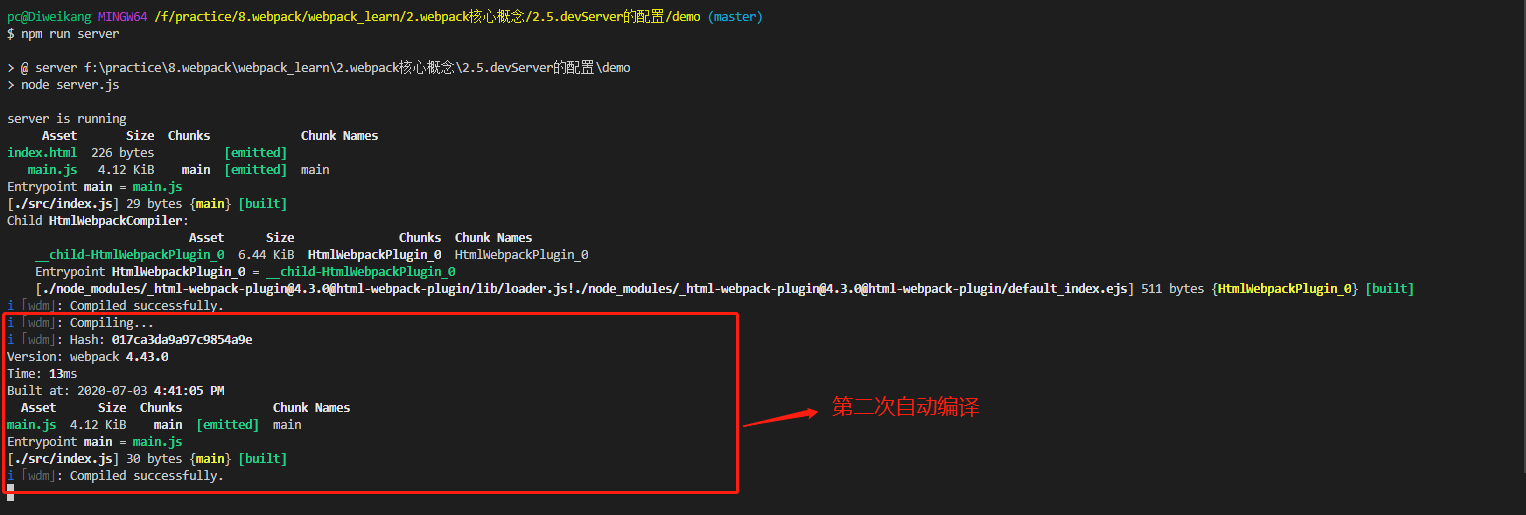 pc@Diweikang MINGW64 /f/practice/8.webpack/webpack_learn/2.webpack核心概念/2.5.devServer的配置/demo (master)
$ npm run server
> @ server f:\practice\8.webpack\webpack_learn\2.webpack核心概念\2.5.devServer的配置\demo
> node server.js
server is running
Asset Size Chunks Chunk Names
index.html 226 bytes [emitted]
main.js 4.12 KiB main [emitted] main
Entrypoint main = main.js
[./src/index.js] 29 bytes {main} [built]
Child HtmlWebpackCompiler:
Asset Size Chunks Chunk Names
__child-HtmlWebpackPlugin_0 6.44 KiB HtmlWebpackPlugin_0 HtmlWebpackPlugin_0
Entrypoint HtmlWebpackPlugin_0 = __child-HtmlWebpackPlugin_0
[./node_modules/_html-webpack-plugin@4.3.0@html-webpack-plugin/lib/loader.js!./node_modules/_html-webpack-plugin@4.3.0@html-webpack-plugin/default_index.ejs] 511 bytes {HtmlWebpackPlugin_0} [built]
i ｢wdm｣: Compiled successfully.
i ｢wdm｣: Compiling...
i ｢wdm｣: Hash: 017ca3da9a97c9854a9e
Version: webpack 4.43.0
Time: 13ms
Built at: 2020-07-03 4:41:05 PM
Asset Size Chunks Chunk Names
main.js 4.12 KiB main [emitted] main
Entrypoint main = main.js
[./src/index.js] 30 bytes {main} [built]
i ｢wdm｣: Compiled successfully.
第二次自动编译